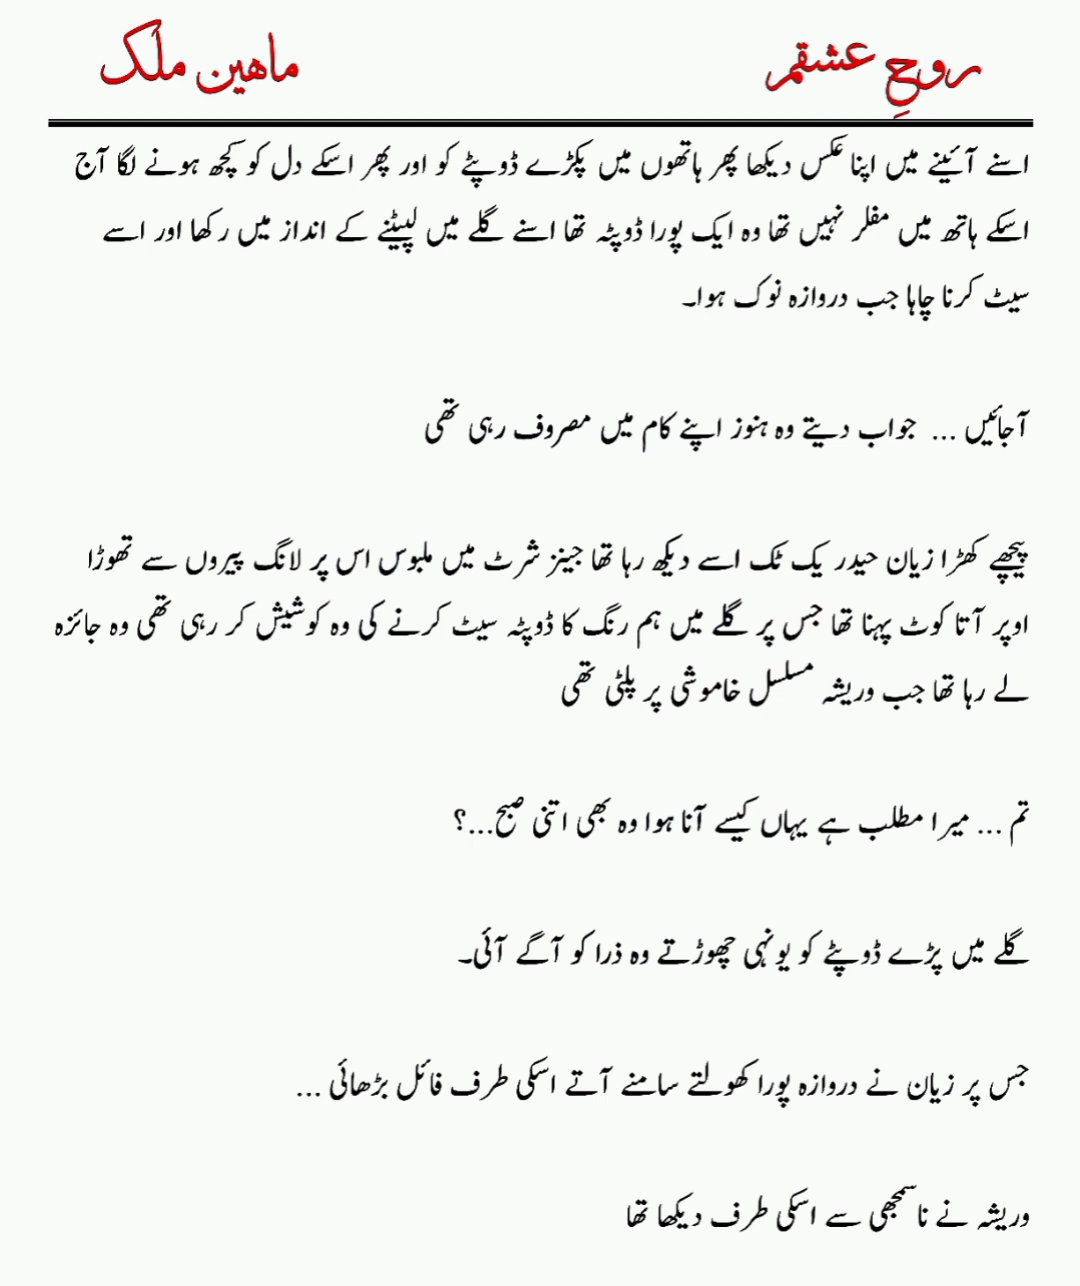 روحِ عشقم
ماھین ملک
اسنے آئینے میں اپنا عکس دیکھا پھر ہاتھوں میں پکڑے ڈوپٹے کو اور پھر اسکے دل کو کچھ ہونے لگا آج
اسکے ہاتھ میں مفلر نہیں تھا وہ ایک پورا ڈوپٹہ تھا اسنے گلے میں لپیٹنے کے انداز میں رکھا اور اسے
سیٹ کرنا چاہا جب دروازہ نوک ہوا۔
آجائیں ... جواب دیتے وہ ہنوز اپنے کام میں مصروف رہی تھی
پیچھے کھڑا زیان حیدر یک ٹک اسے دیکھ رہا تھا جینز شرٹ میں ملبوس اس پر لانگ پیروں سے تھوڑا
اوپر آتا کوٹ پہنا تھا جس پر گلے میں ہم رنگ کا ڈوپٹہ سیٹ کرنے کی وہ کوشیش کر رہی تھی وہ جائزہ
لے رہا تھا جب وریشہ مسلسل خاموشی پر پلٹی تھی
تم ... میرا مطلب ہے یہاں کیسے آنا ہوا وہ بھی اتنی صبح...؟
گلے میں پڑے ڈوپٹے کو یونہی چھوڑتے وہ ذرا کو آگے آئی۔
جس پر زیان نے دروازہ پورا کھولتے سامنے آتے اسکی طرف فائل بڑھائی ...
وریشہ نے ناسمجھی سے اسکی طرف دیکھا تھا